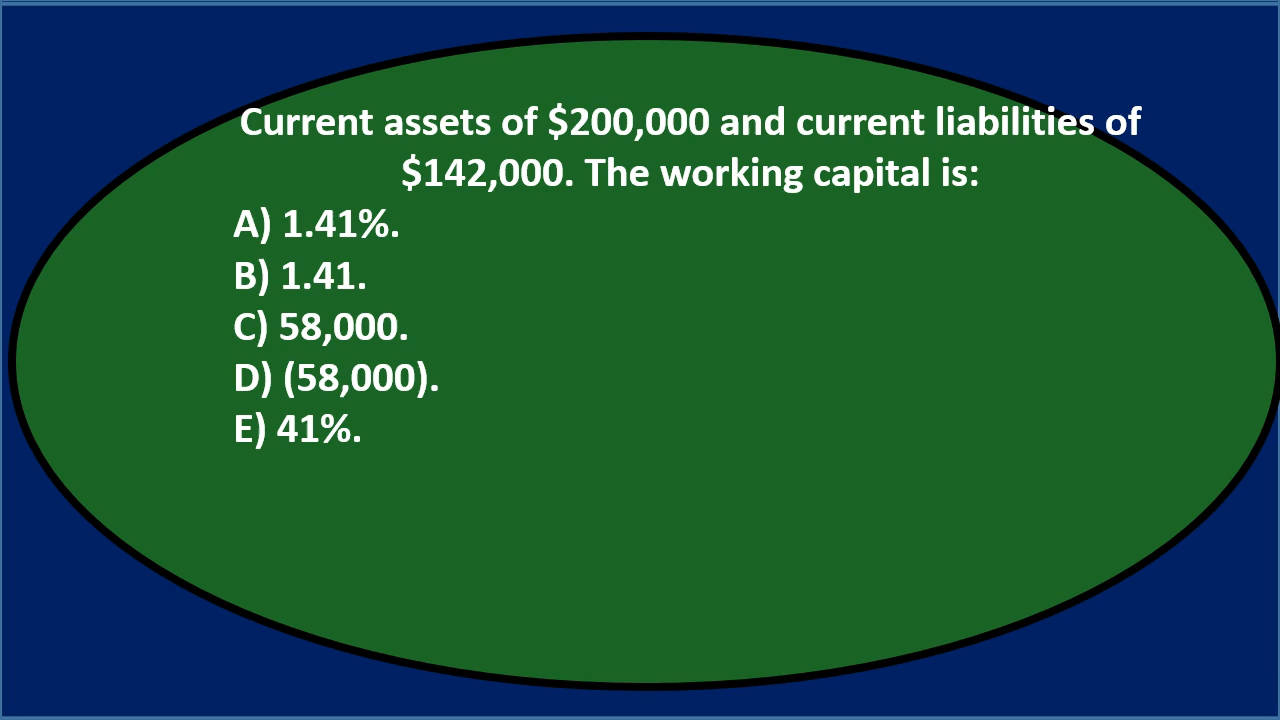 Current assets of $200,000 and current liabilities of
$142,000. The working capital is:
A) 1.41%.
B) 1.41.
C) 58,000.
D) (58,000).
E) 41%.